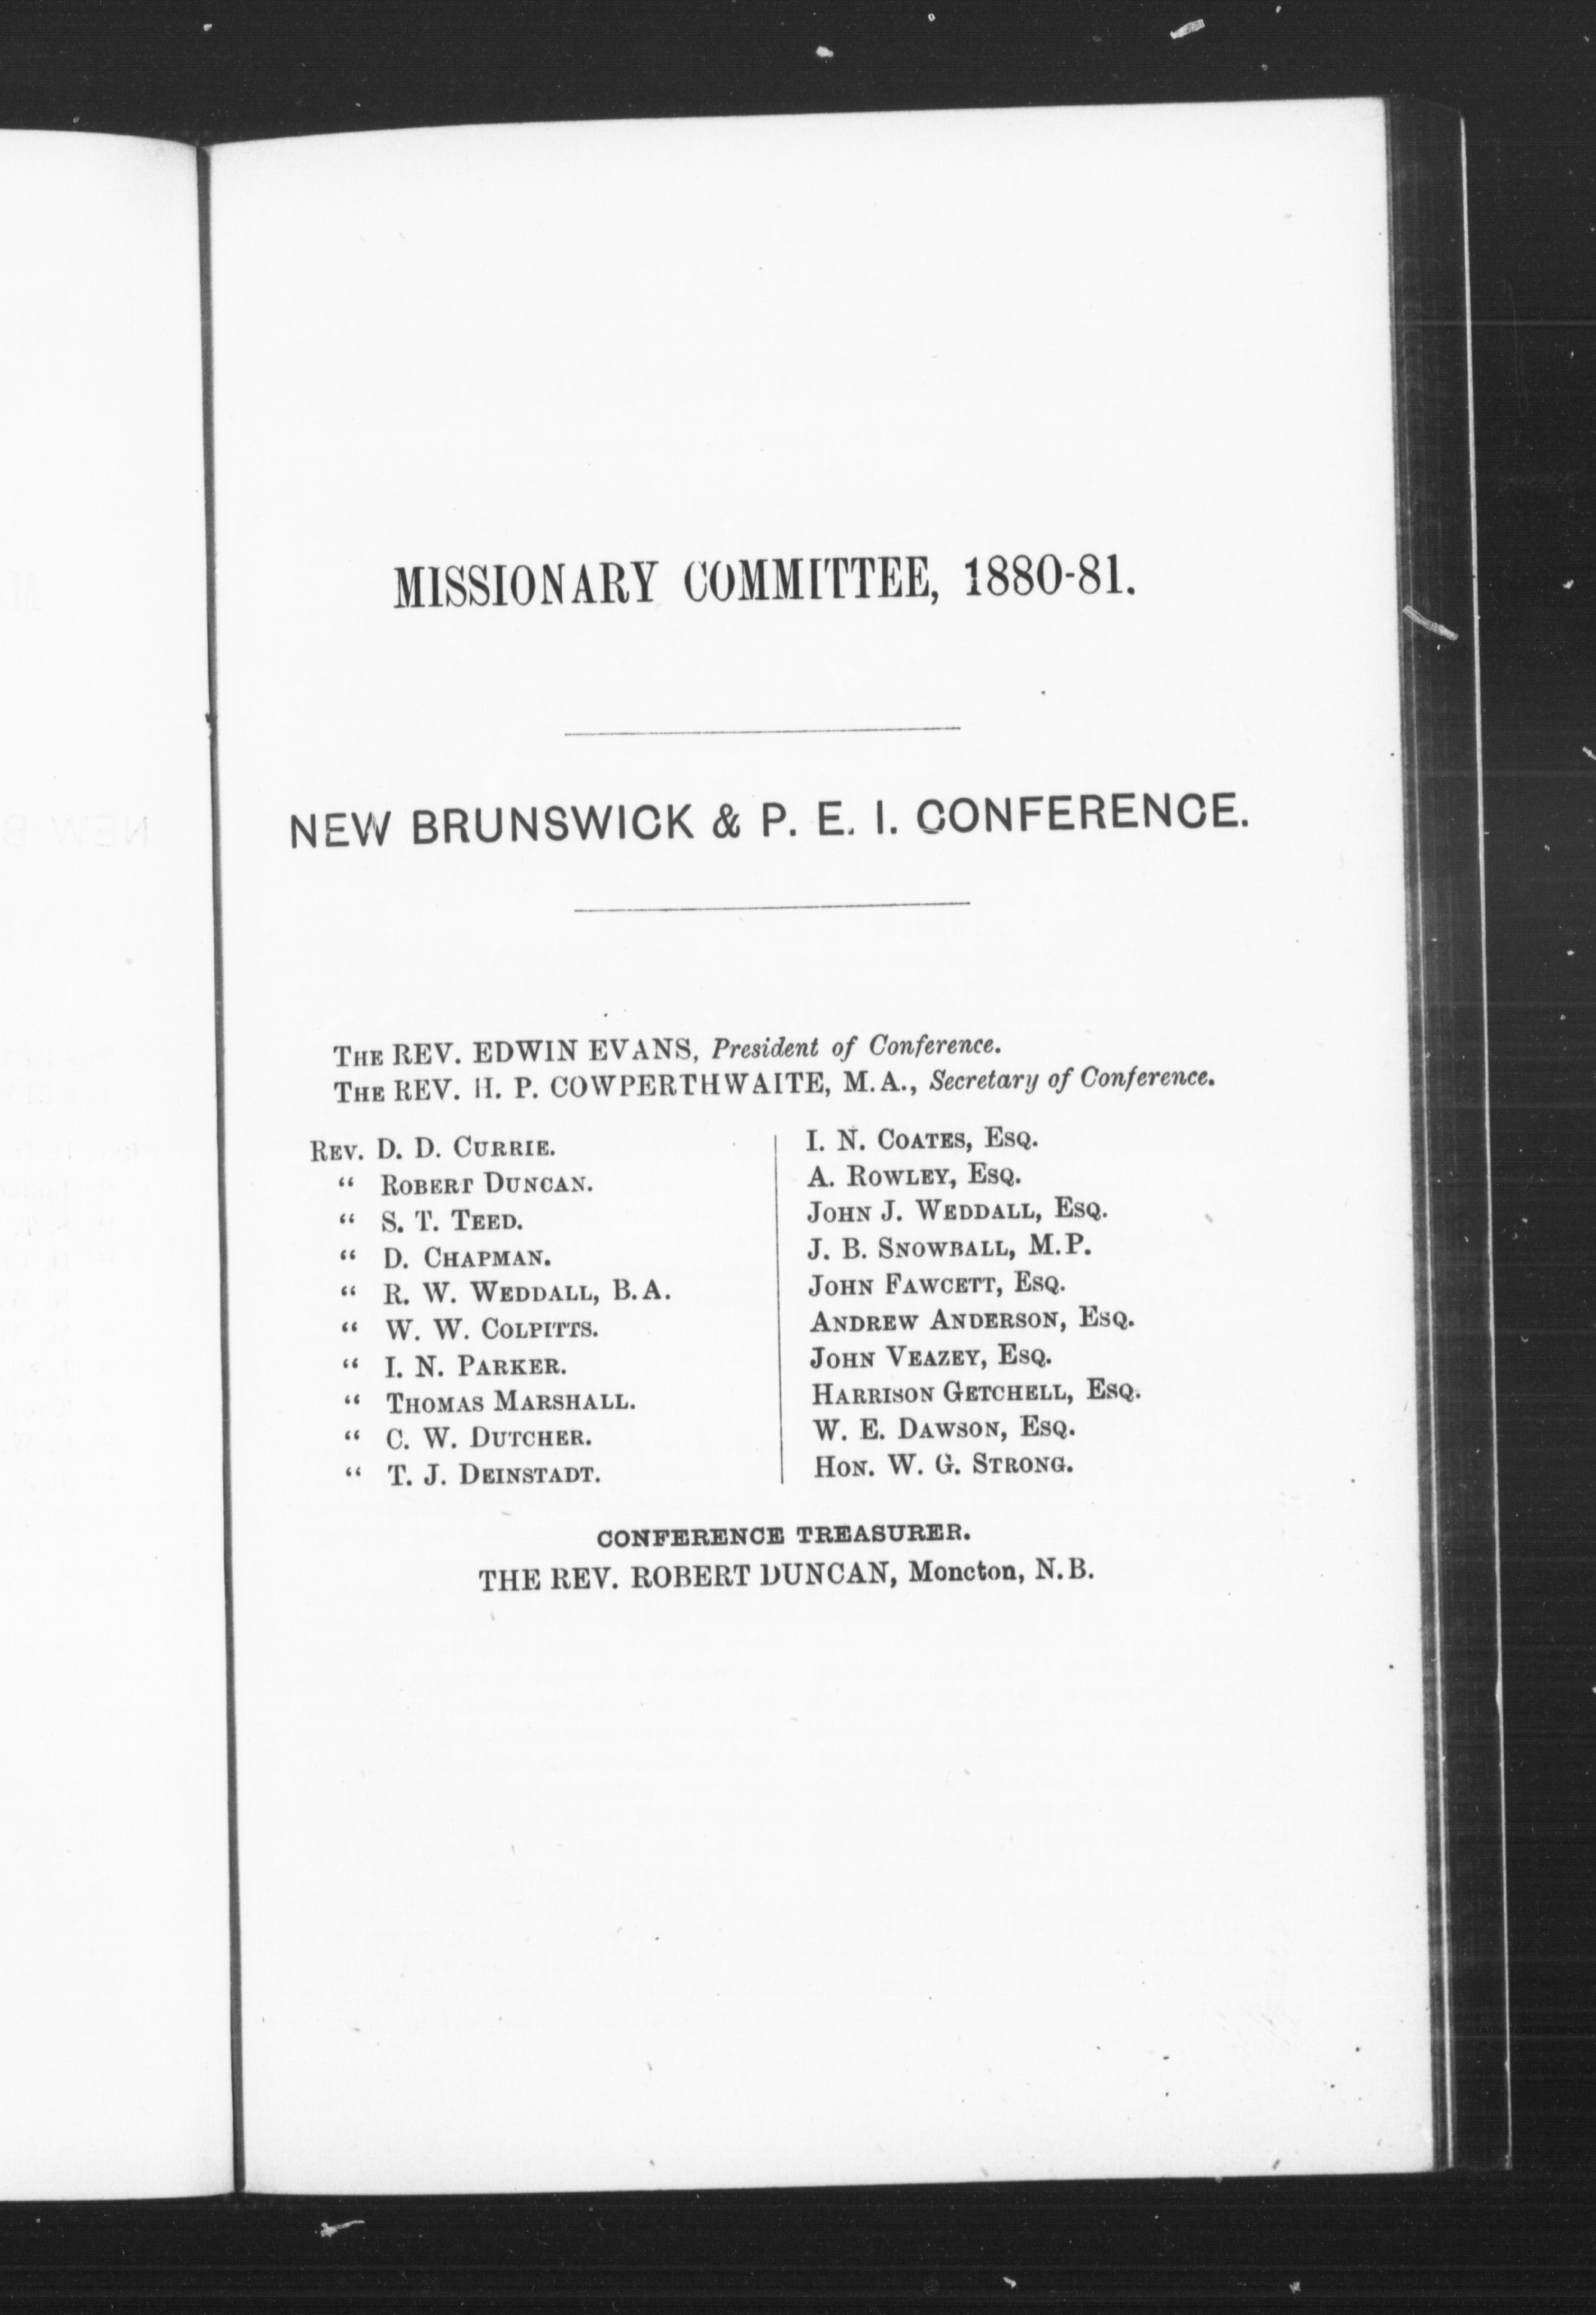 MISSIONARY COMMITTEE, 1880-81.
NEW BRUNSWICK & P. E. I. CONFERENCE.
THE REV. EDWIN EVANS, President of Conference.
THE REV. H. P. COWPERTHWAITE, M.A., Secretary of Conference.
REV. D. D. CURRIE.
“ ROBERT DUNCAN.
“ S. T. TEED.
“ D. CHAPMAN.
“ R. W. WEDDALL, B.A.
“ W. W. COLPITTS.
“ I. N. PARKER.
“ THOMAS MARSHALL.
“ C. W. DUTCHER.
“ T. J. DEINSTADT.
I. N. COATES, ESQ.
A. ROWLEY, ESQ.
JOHN J. WEDDALL, ESQ.
J. B. SNOWBALL, M.P.
JOHN FAWCETT, ESQ.
ANDREW ANDERSON, ESQ.
JOHN VEAZEY, ESQ.
HARRISON GETCHELL, ESQ.
W. E. DAWSON, ESQ.
HON. W. G. STRONG.
CONFERENCE TREASURER.
THE REV. ROBERT DUNCAN, Moncton, N.B.